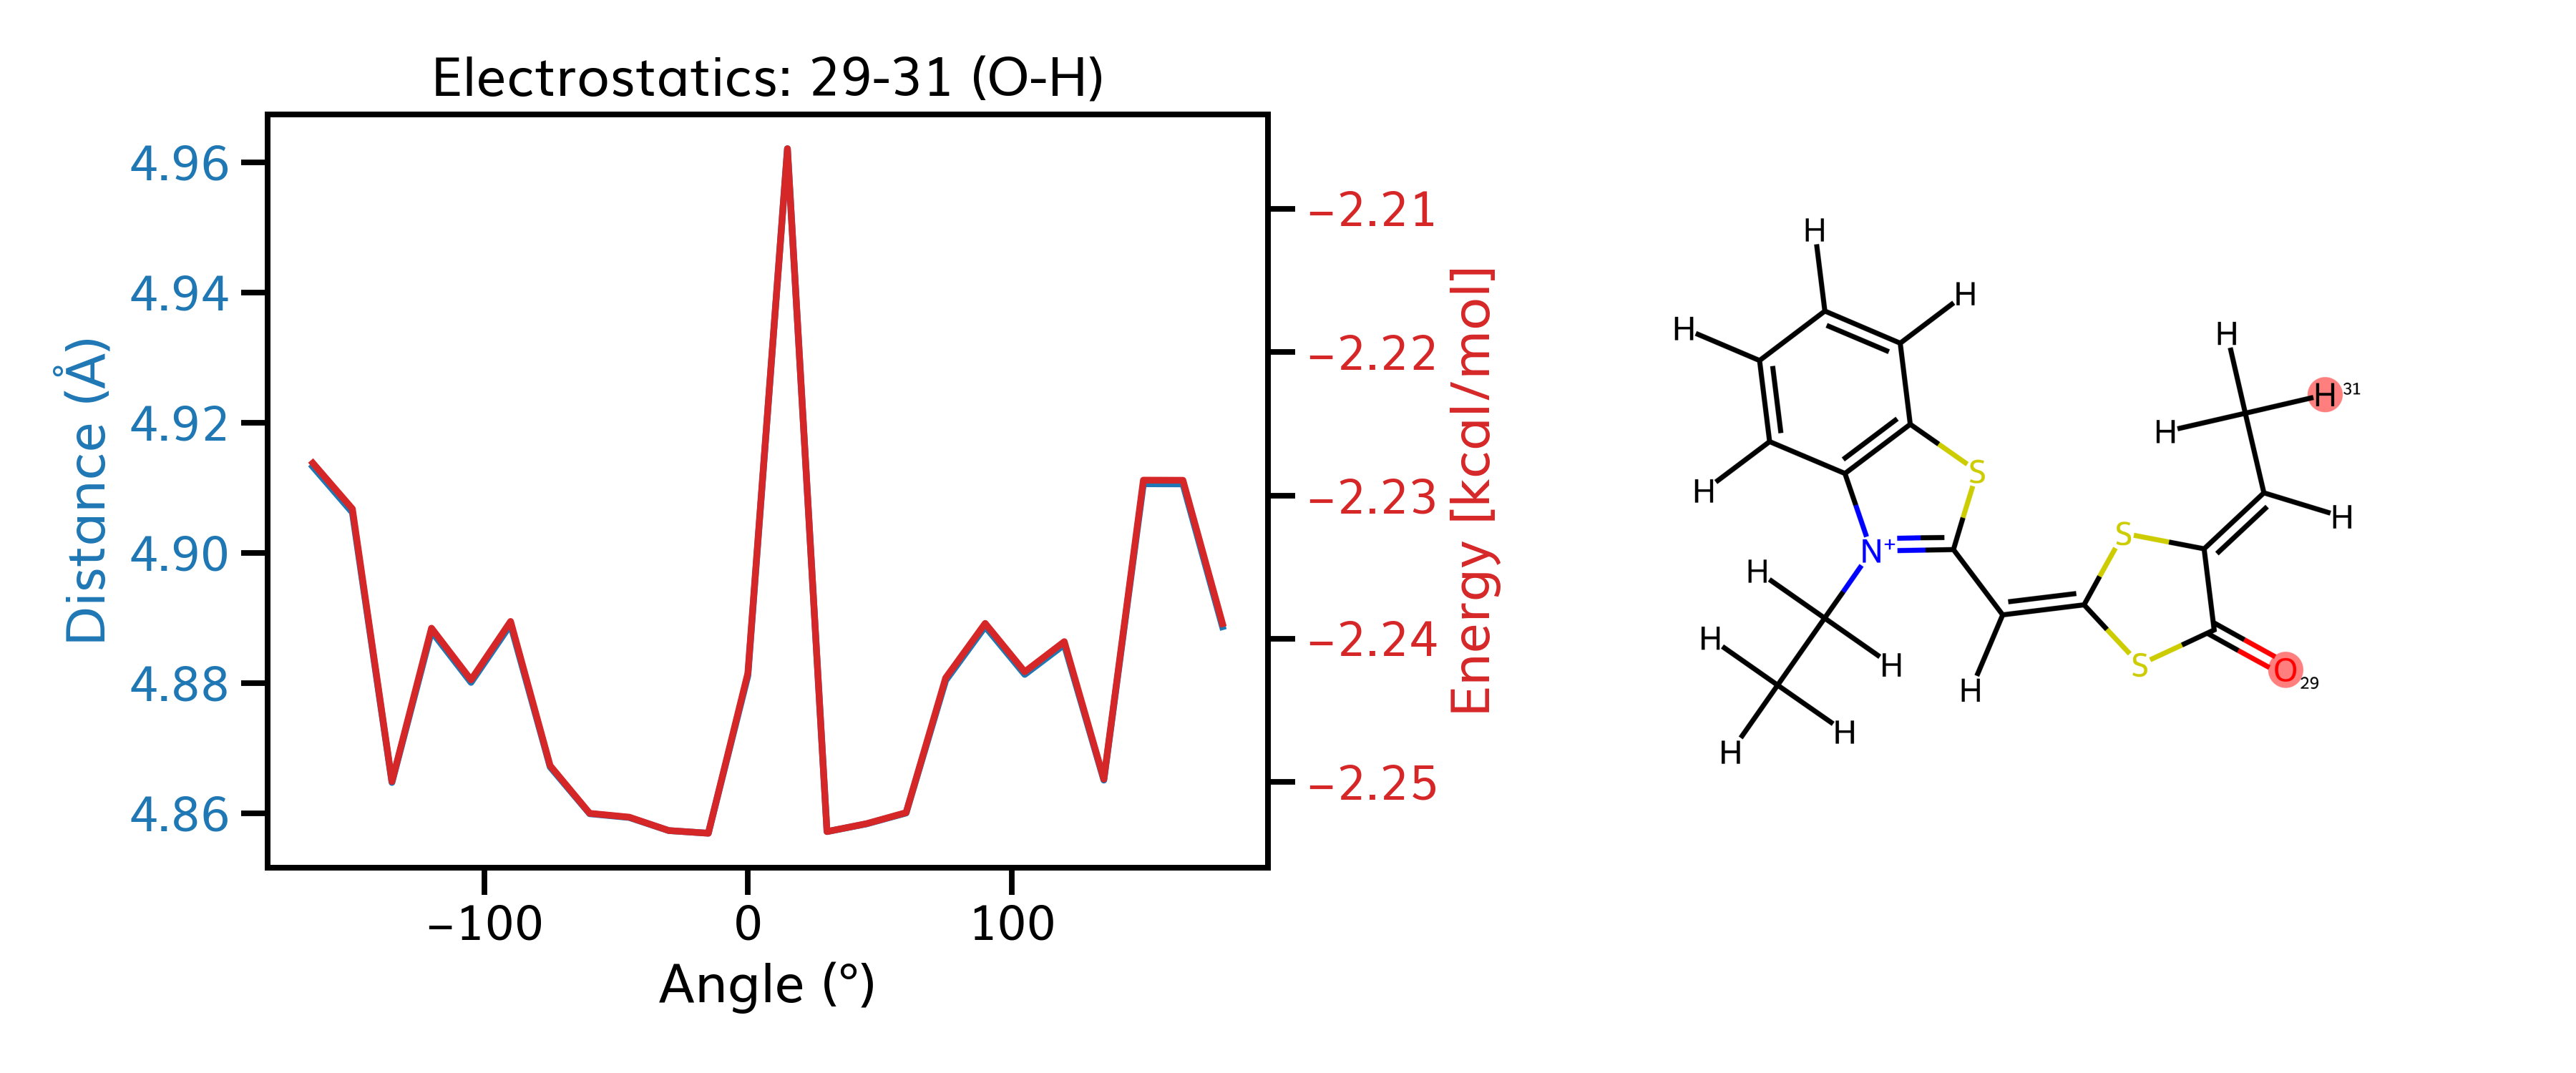 Electrostatics: 29-31 (O-H)
4.96
4.94
4.92
4.90
4.88
4.86
Distance (Å)
−2.21
−2.22
−2.23
−2.24
−2.25
Energy [kcal/mol]
−100
0
100
Angle (°)
H
H
H
H
H 31
H
S
H
H
H
S
N+
H
H
H
S
O 29
H
H
H